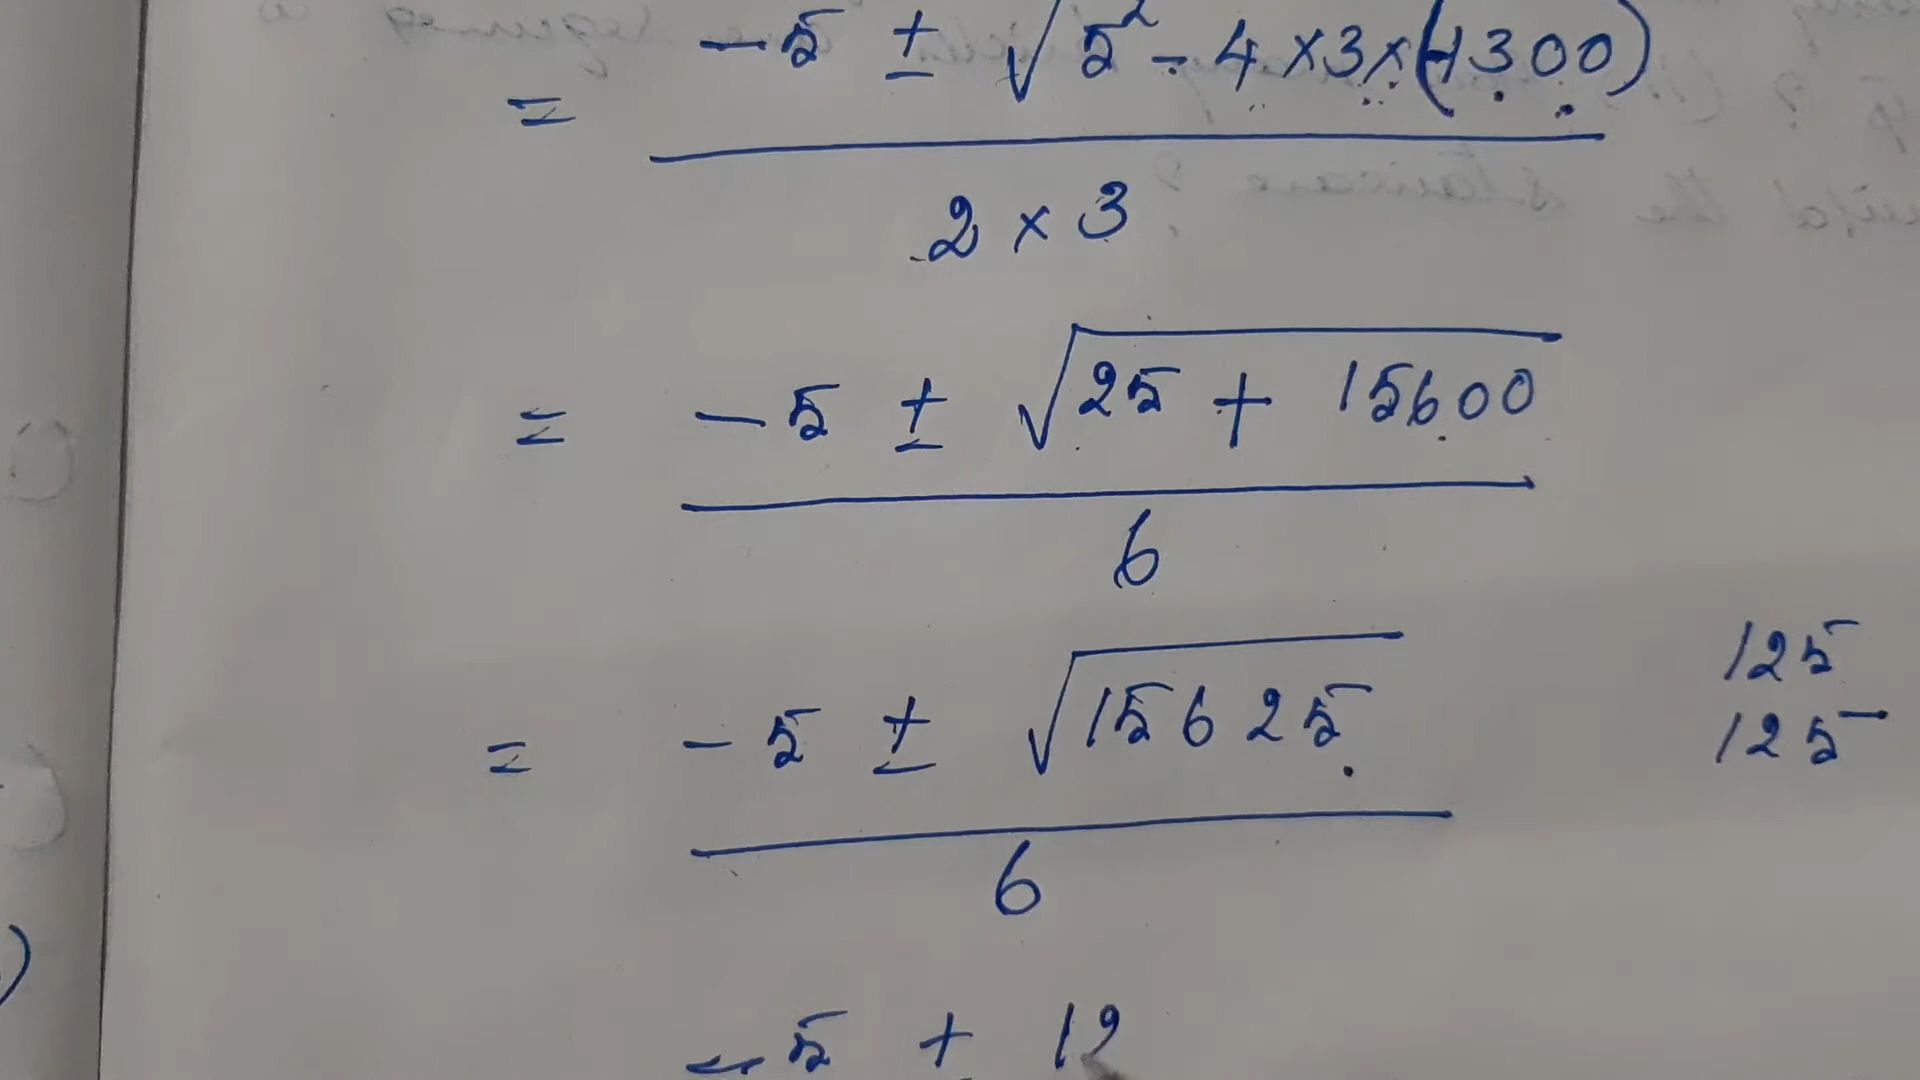 -5 ± √5² - 4 × 3 × (-1300)
=
2 × 3
= -5 ± √25 + 15600
6
= -5 ± √15625
6
125
125
-5 ± 12
)